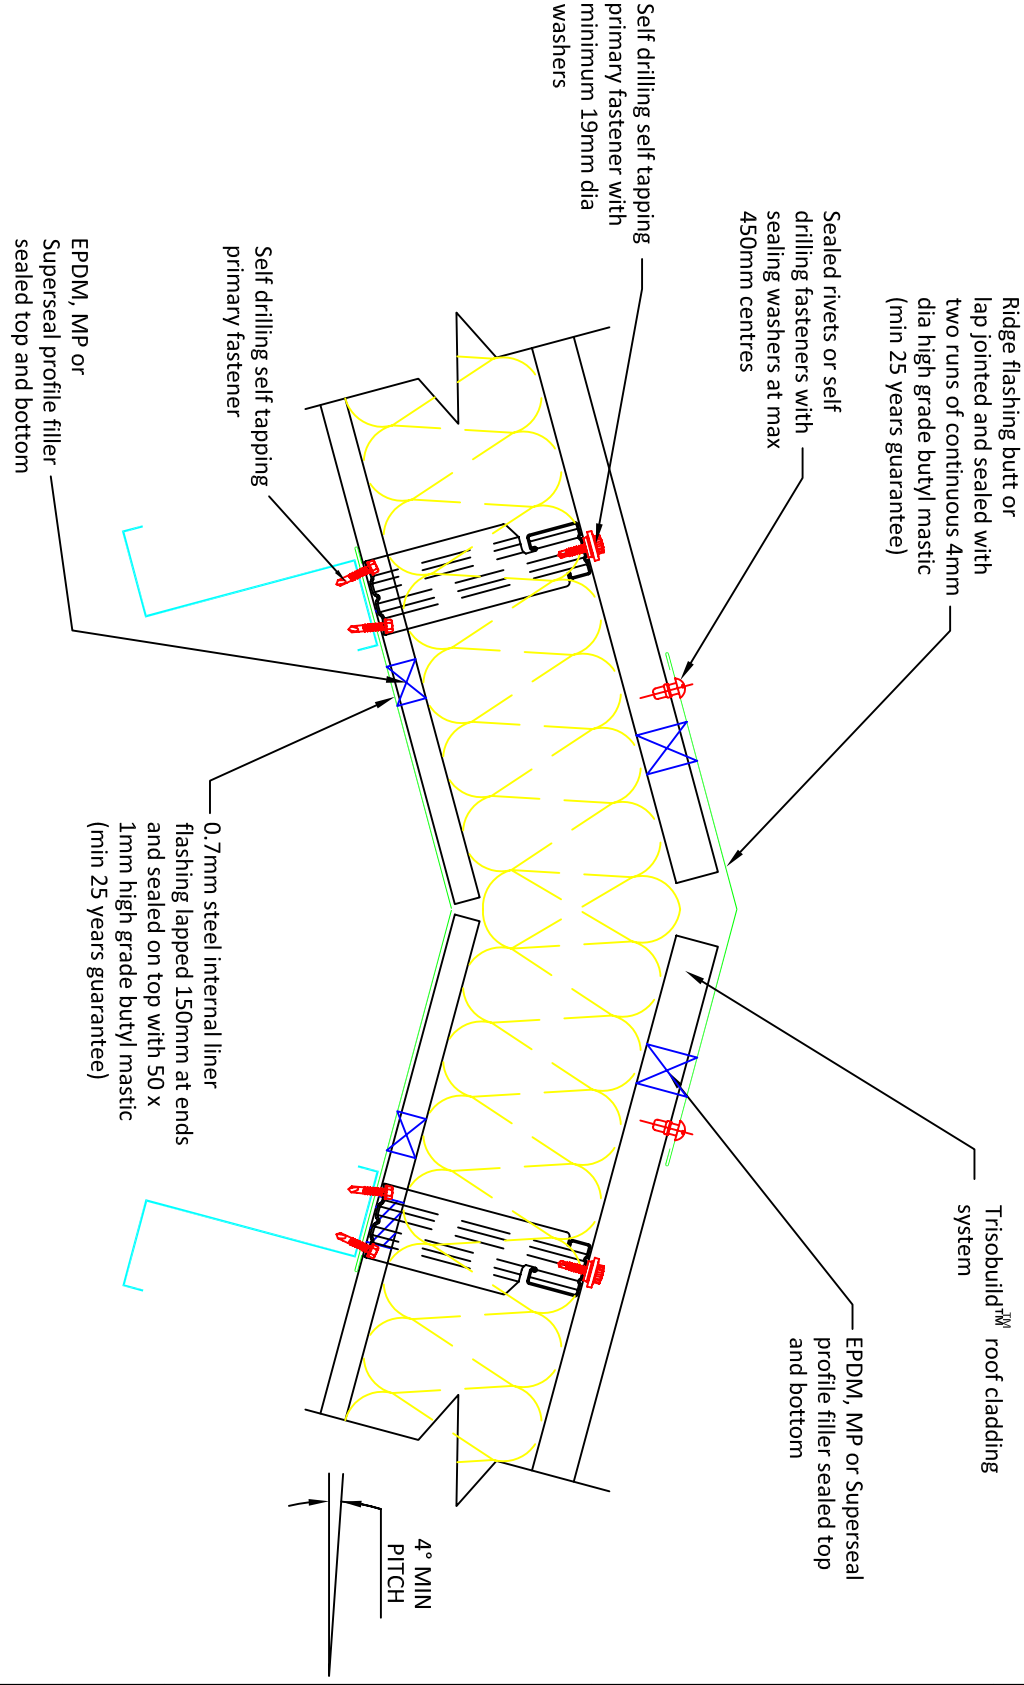 Ridge flashing butt or
lap jointed and sealed with
two runs of continuous 4mm
dia high grade butyl mastic
(min 25 years guarantee)
Sealed rivets or self
drilling fasteners with
sealing washers at max
450mm centres
Self drilling self tapping
primary fastener with
minimum 19mm dia
washers
Trisobuild™ roof cladding
system
EPDM, MP or Superseal
profile filler sealed top
and bottom
Self drilling self tapping
primary fastener
EPDM, MP or
Superseal profile filler
sealed top and bottom
0.7mm steel internal liner
flashing lapped 150mm at ends
and sealed on top with 50 x
1mm high grade butyl mastic
(min 25 years guarantee)
4° MIN
PITCH